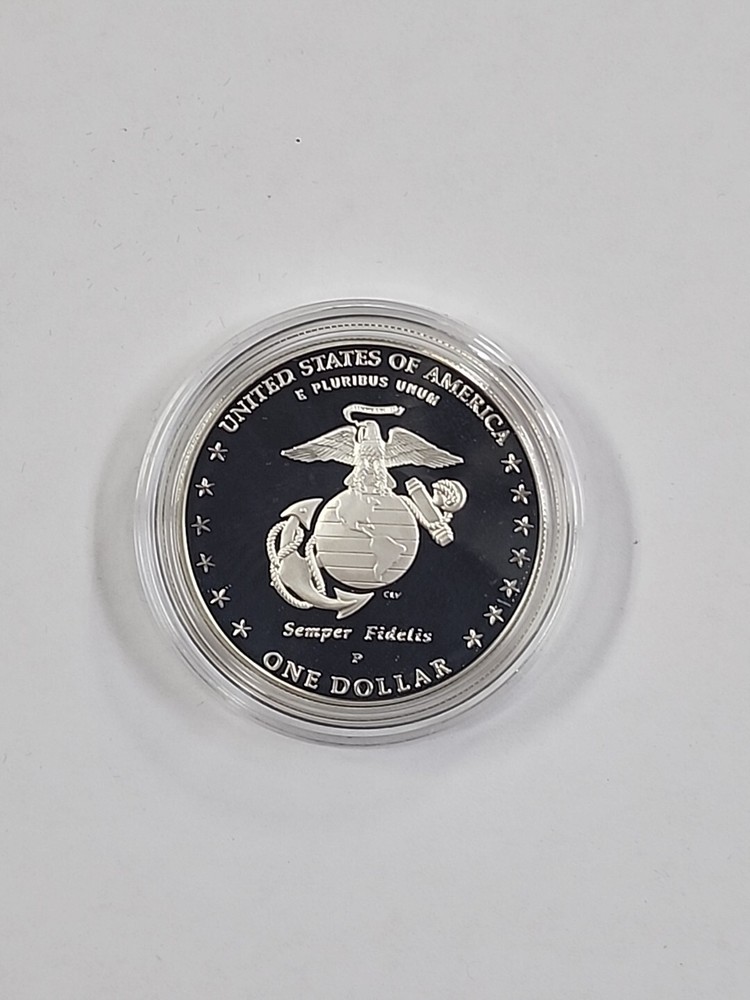 UNITED STATES OF AMERICA
E PLURIBUS UNUM
Semper Fidelis
P
ONE DOLLAR